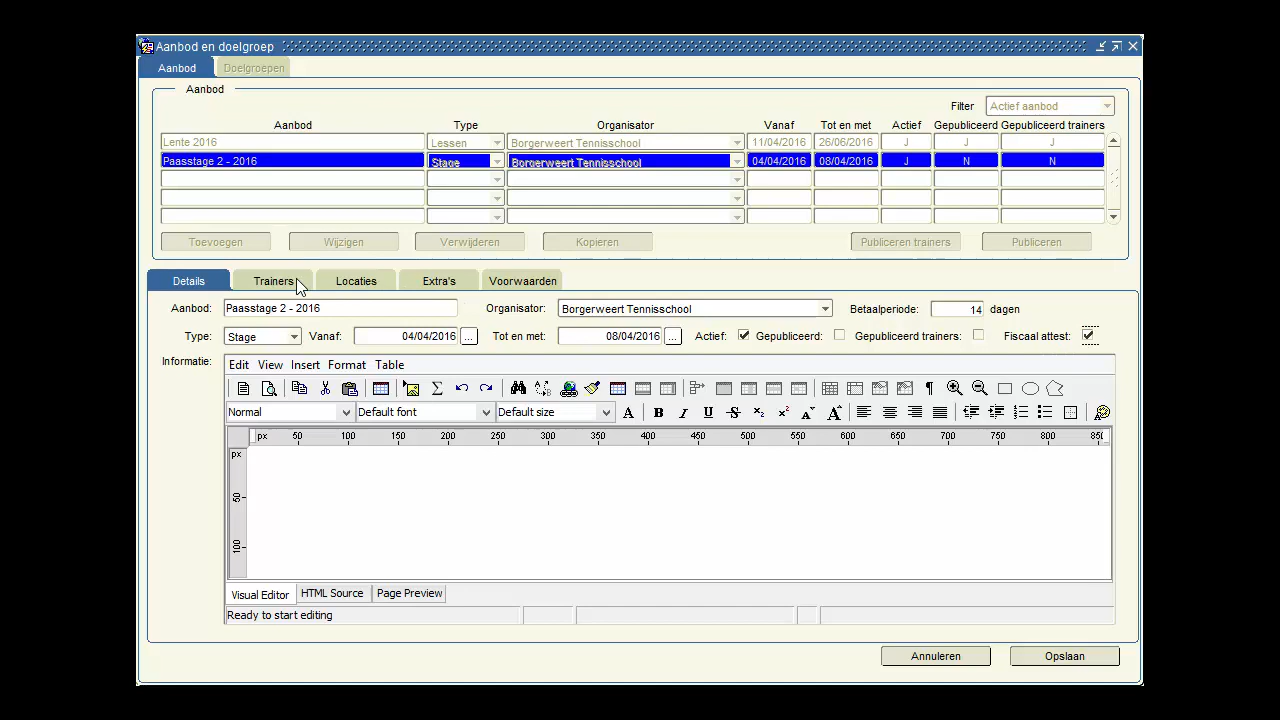 Aanbod en doelgroep
Aanbod Doelgroepen
Aanbod
Filter Actief aanbod
Aanbod Type Organisator Vanaf Tot en met Actief Gepubliceerd Gepubliceerd trainers
Lente 2016 Lessen Borgerweert Tennisschool 11/04/2016 26/06/2016 J J J
Paasstage 2 - 2016 Stage Borgerweert Tennisschool 04/04/2016 08/04/2016 J N N
Toevoegen Wijzigen Verwijderen Kopieren Publiceren trainers Publiceren
Details Trainers Locaties Extra's Voorwaarden
Aanbod: Paasstage 2 - 2016 Organisator: Borgerweert Tennisschool Betaalperiode: 14 dagen
Type: Stage Vanaf: 04/04/2016 ... Tot en met: 08/04/2016 ... Actief: Gepubliceerd: Gepubliceerd trainers: Fiscaal attest:
Informatie: Edit View Insert Format Table
Normal Default font Default size A B I U S
px 50 100 150 200 250 300 350 400 450 500 550 600 650 700 750 800 85
px
50
100
Visual Editor HTML Source Page Preview
Ready to start editing
Annuleren Opslaan